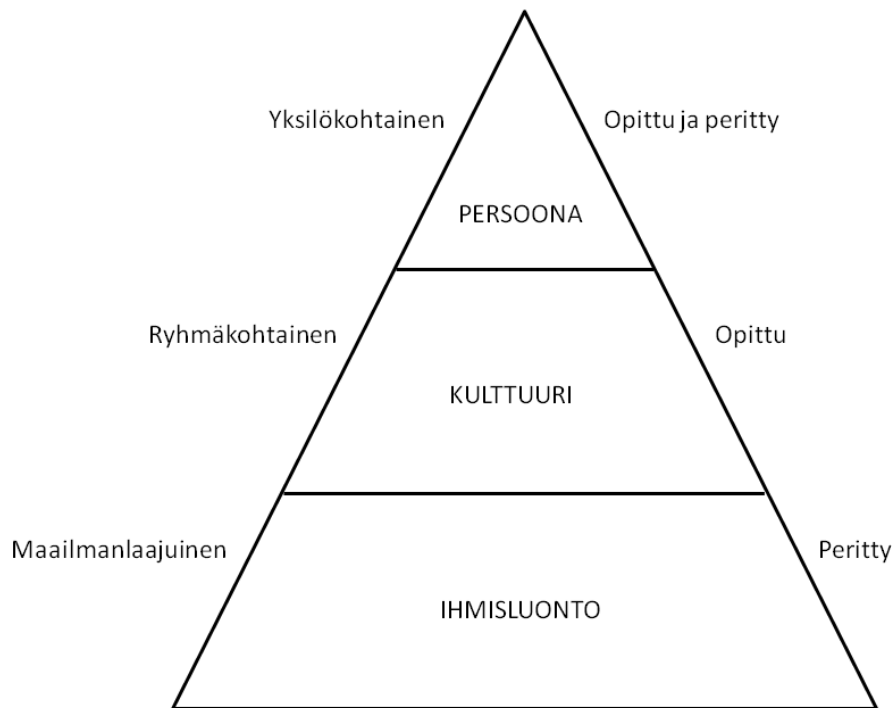 Yksilökohtainen
Opittu ja peritty
PERSOONA
Ryhmäkohtainen
Opittu
KULTTUURI
Maailmanlaajuinen
Peritty
IHMISLUONTO